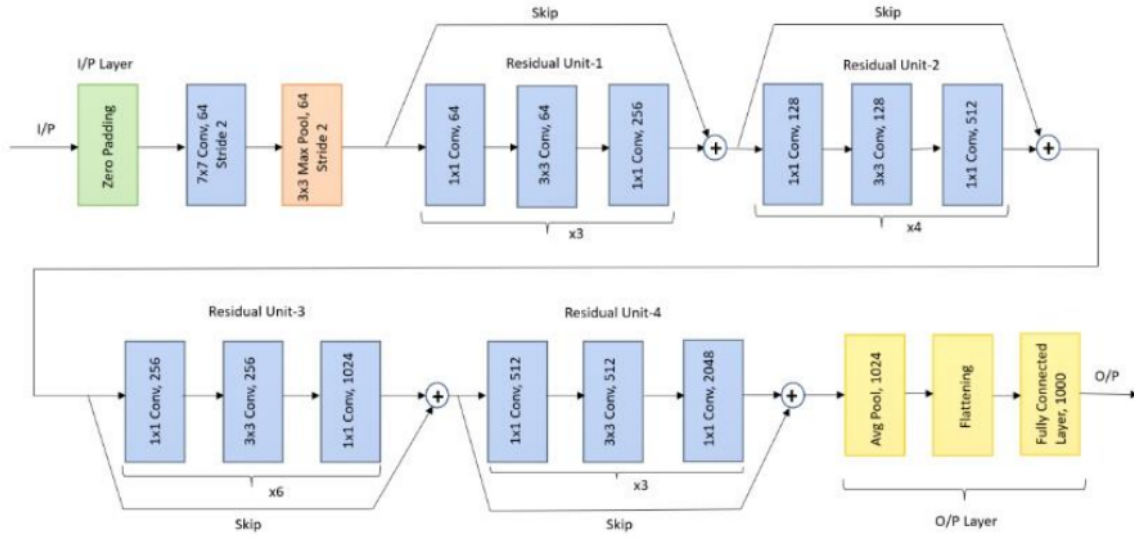 Skip
Skip
I/P Layer
Residual Unit-1
Residual Unit-2
I/P
Zero Padding
7x7 Conv, 64
Stride 2
3x3 Max Pool, 64
Stride 2
1x1 Conv, 64
3x3 Conv, 64
1x1 Conv, 256
+
1x1 Conv, 128
3x3 Conv, 128
1x1 Conv, 512
+
x3
x4
Residual Unit-3
Residual Unit-4
1x1 Conv, 256
3x3 Conv, 256
1x1 Conv, 1024
+
1x1 Conv, 512
3x3 Conv, 512
1x1 Conv, 2048
+
Avg Pool, 1024
Flattening
Fully Connected
Layer, 1000
O/P
x6
x3
Skip
Skip
O/P Layer